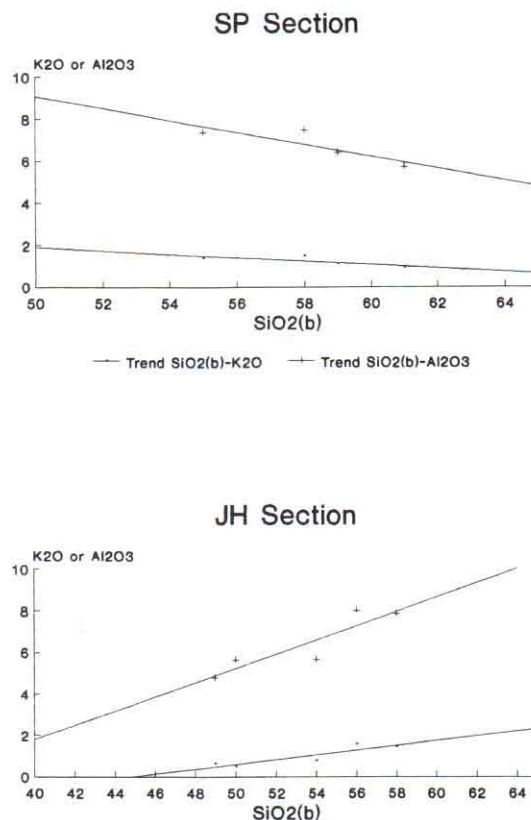 SP Section
K2O or Al2O3
10
8
6
4
2
0
50 52 54 56 58 60 62 64
SiO2(b)
Trend SiO2(b)-K2O Trend SiO2(b)-Al2O3
JH Section
K2O or Al2O3
10
8
6
4
2
0
40 42 44 46 48 50 52 54 56 58 60 62 64
SiO2(b)